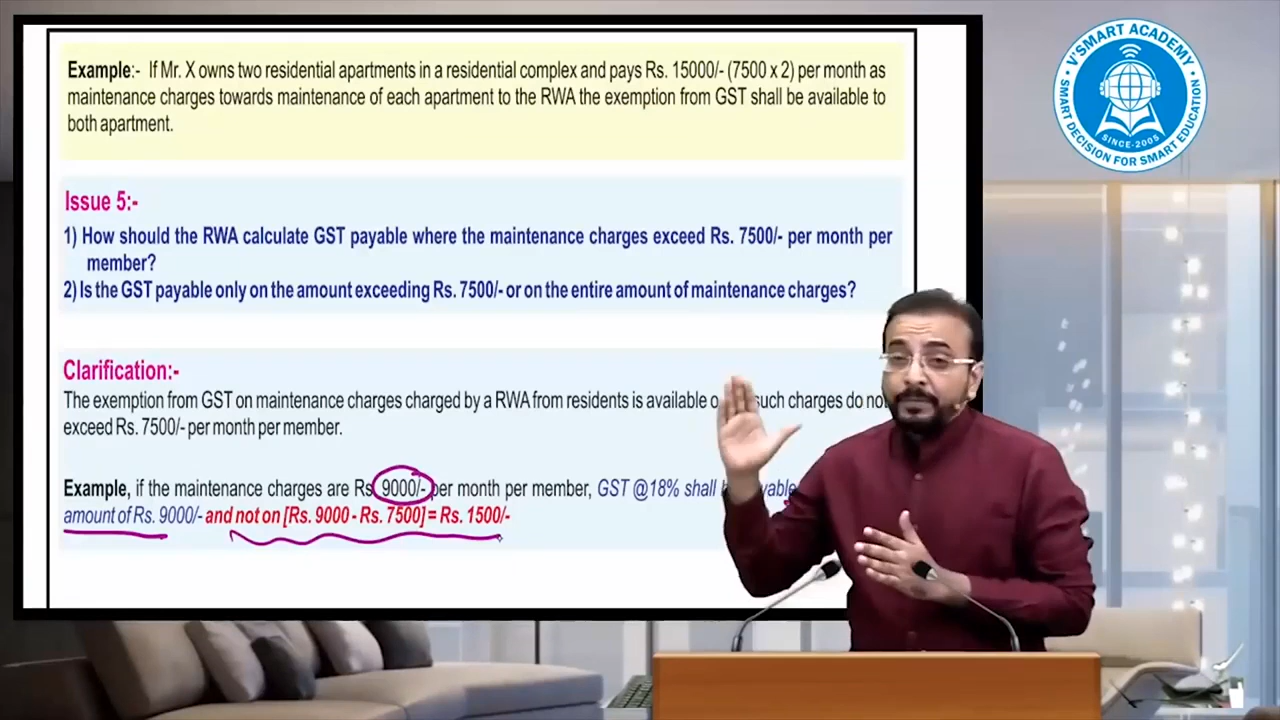 Example:- If Mr. X owns two residential apartments in a residential complex and pays Rs. 15000/- (7500 x 2) per month as
maintenance charges towards maintenance of each apartment to the RWA the exemption from GST shall be available to
both apartment.
Issue 5:-
1) How should the RWA calculate GST payable where the maintenance charges exceed Rs. 7500/- per month per
member?
2) Is the GST payable only on the amount exceeding Rs. 7500/- or on the entire amount of maintenance charges?
Clarification:-
The exemption from GST on maintenance charges charged by a RWA from residents is available such charges do
exceed Rs. 7500/- per month per member.
Example, if the maintenance charges are Rs 9000/- per month per member, GST @18% shall
amount of Rs. 9000/- and not on [Rs. 9000 - Rs. 7500] = Rs. 1500/-
V'SMART ACADEMY
SINCE-2005
SMART DECISION FOR SMART EDUCATION